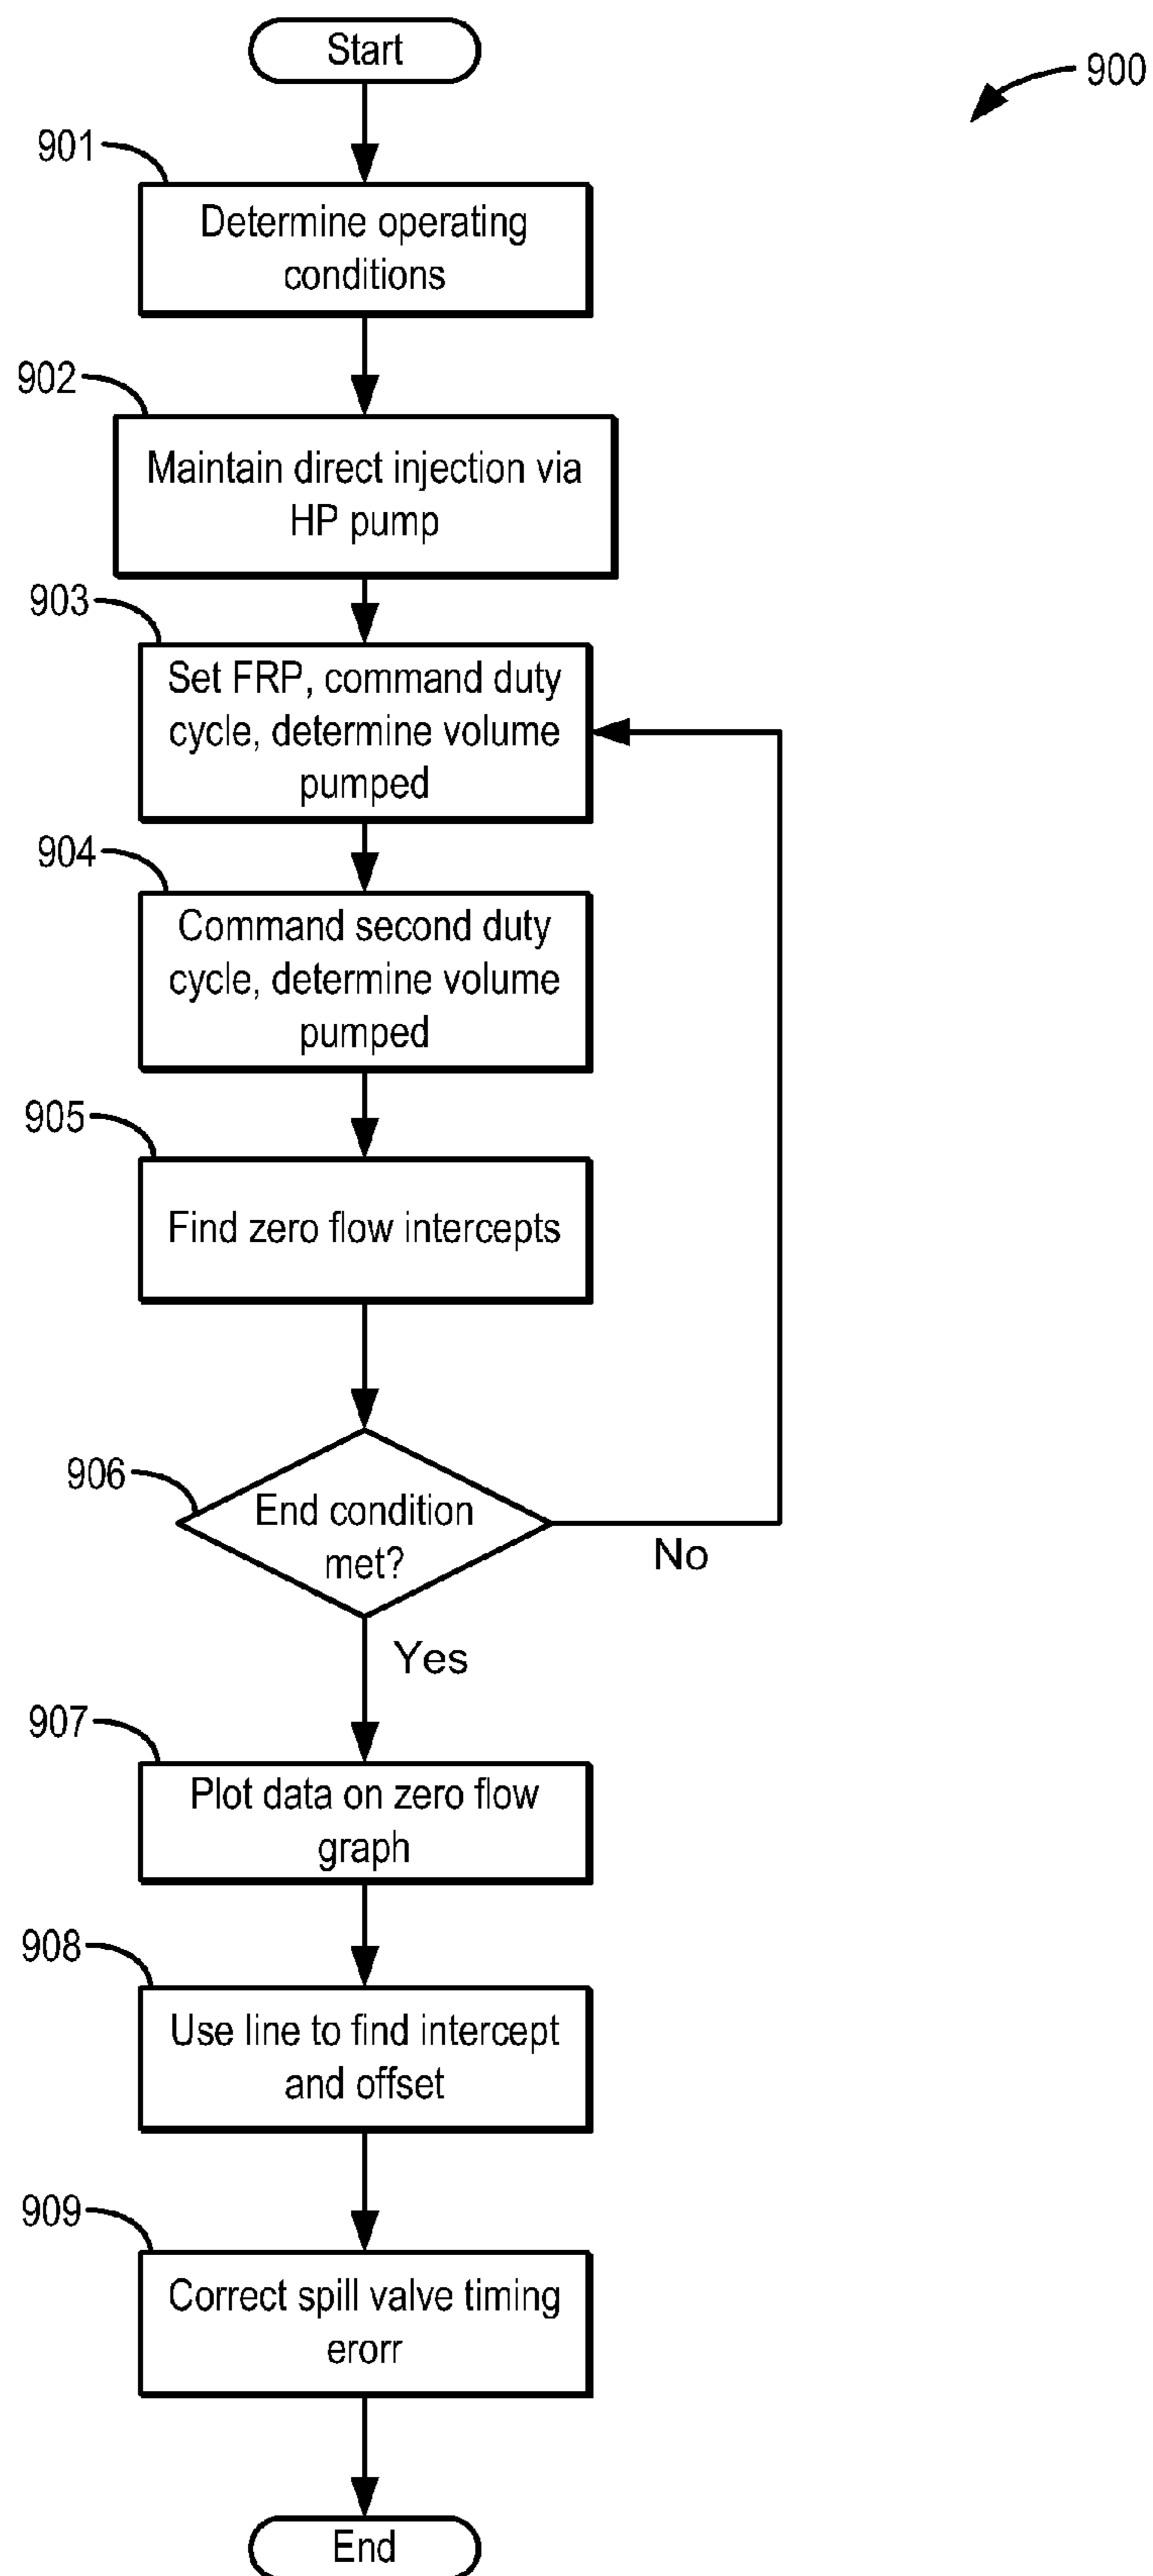 Start
900
901
Determine operating
conditions
902
Maintain direct injection via
HP pump
903
Set FRP, command duty
cycle, determine volume
pumped
904
Command second duty
cycle, determine volume
pumped
905
Find zero flow intercepts
906
End condition
met?
No
Yes
907
Plot data on zero flow
graph
908
Use line to find intercept
and offset
909
Correct spill valve timing
erorr
End